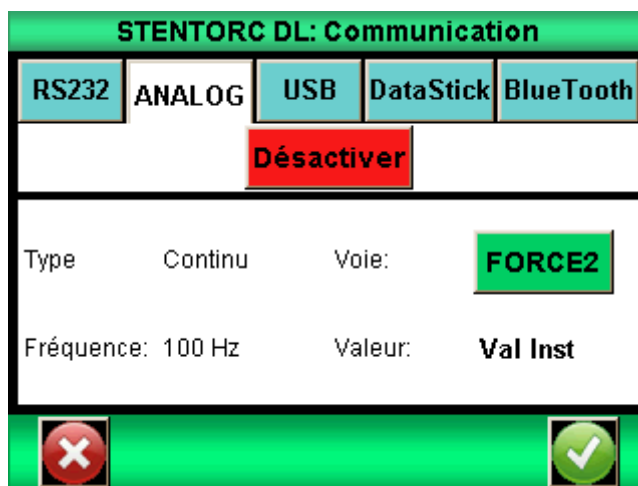 STENTORC DL: Communication
RS232 ANALOG USB DataStick BlueTooth
Désactiver
Type Continu Voie: FORCE2
Fréquence: 100 Hz Valeur: Val Inst